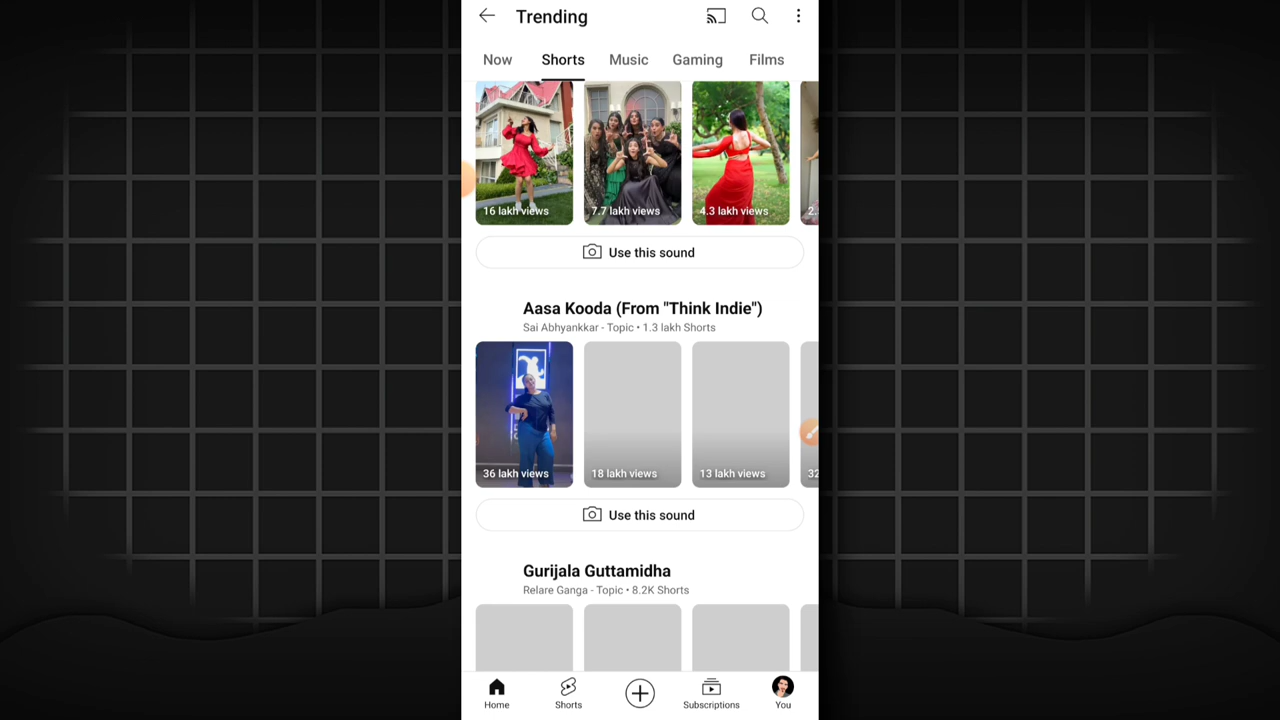 Trending
Now Shorts Music Gaming Films
16 lakh views 7.7 lakh views 4.3 lakh views 2.
Use this sound
Aasa Kooda (From "Think Indie")
Sai Abhyankkar - Topic • 1.3 lakh Shorts
36 lakh views 18 lakh views 13 lakh views 32
Use this sound
Gurijala Guttamidha
Relare Ganga - Topic • 8.2K Shorts
Home Shorts Subscriptions You